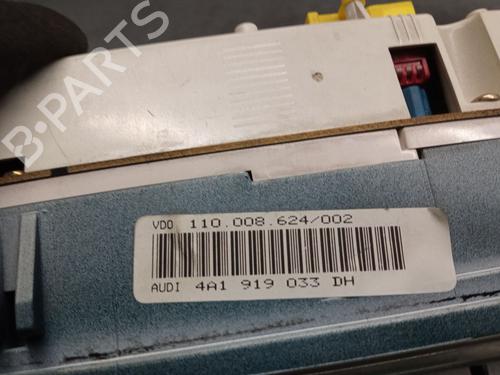 B-PARTS
VDO 110.008.624/002
AUDI 4A1 919 033 DH